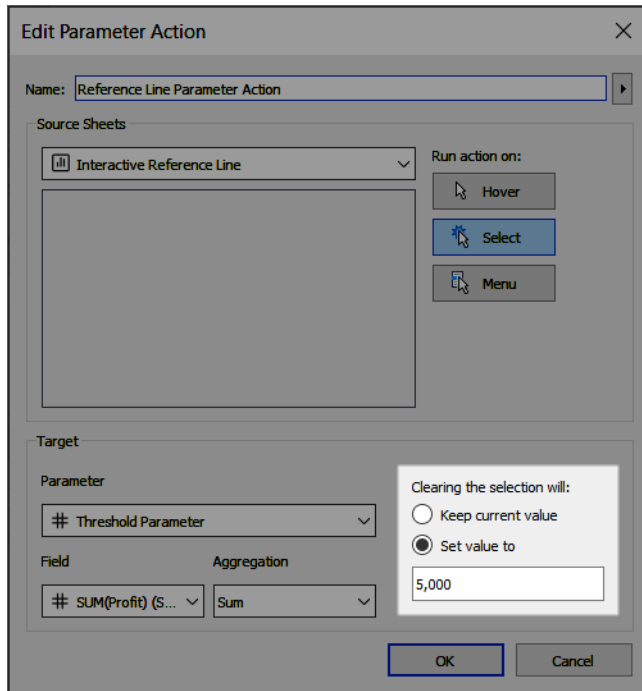 Edit Parameter Action
Name: Reference Line Parameter Action
Source Sheets
Interactive Reference Line
Run action on:
Hover
Select
Menu
Target
Parameter
Threshold Parameter
Field
Aggregation
SUM(Profit) (S...
Sum
Clearing the selection will:
Keep current value
Set value to
5,000
OK
Cancel